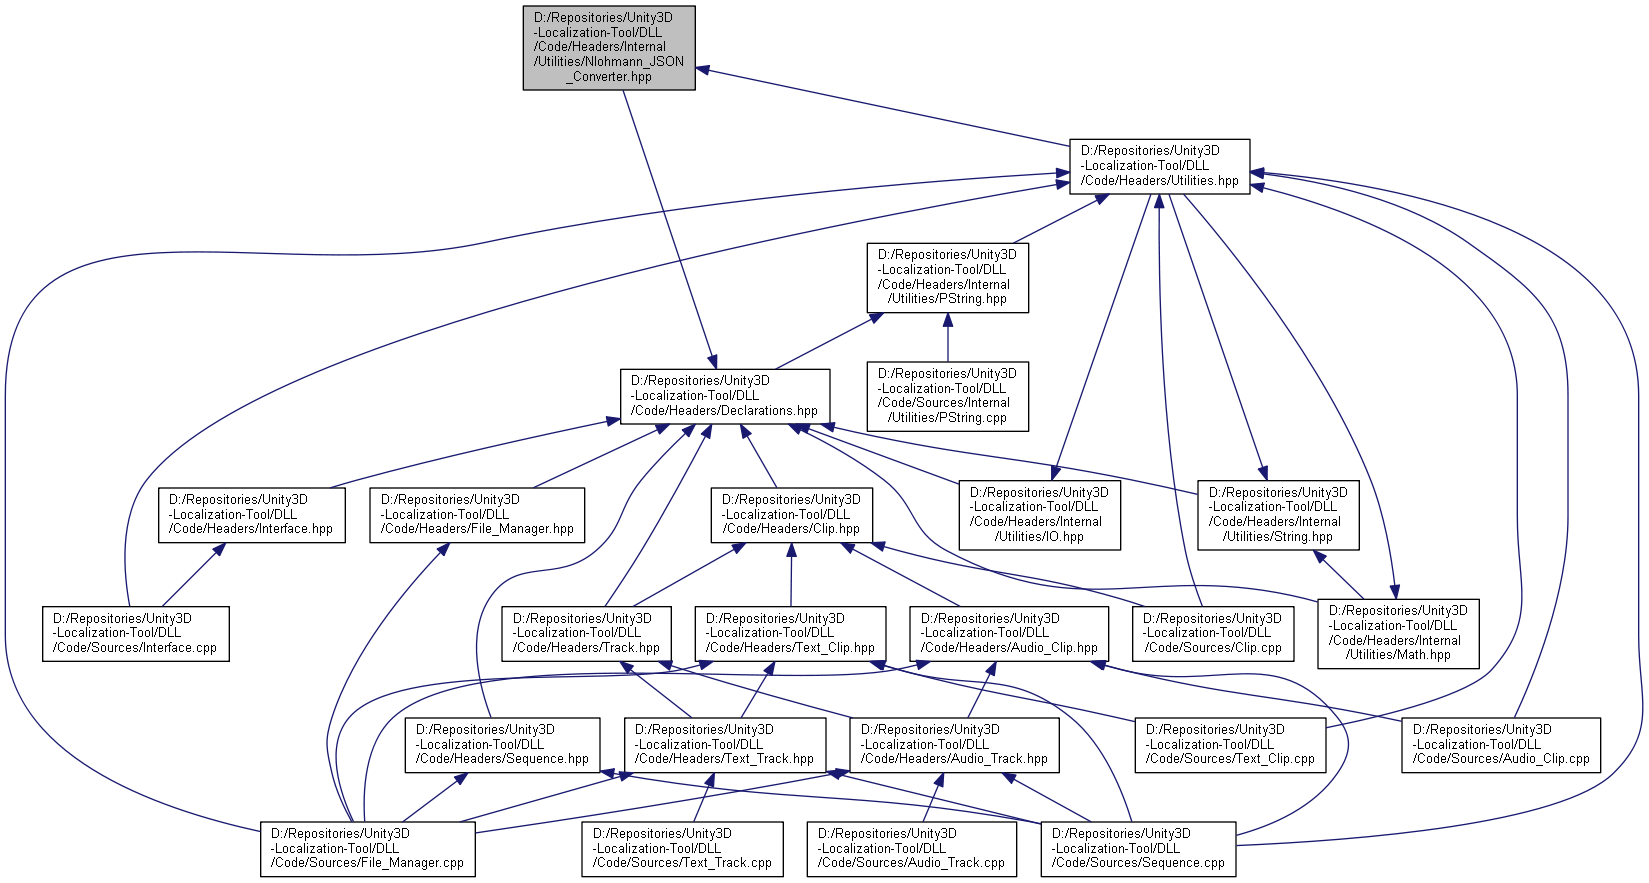 D:/Repositories/Unity3D
-Localization-Tool/DLL
/Code/Headers/Internal
/Utilities/Nlohmann_JSON
_Converter.hpp
D:/Repositories/Unity3D
-Localization-Tool/DLL
/Code/Headers/Utilities.hpp
D:/Repositories/Unity3D
-Localization-Tool/DLL
/Code/Headers/Internal
/Utilities/PString.hpp
D:/Repositories/Unity3D
-Localization-Tool/DLL
/Code/Headers/Declarations.hpp
D:/Repositories/Unity3D
-Localization-Tool/DLL
/Code/Sources/Internal
/Utilities/PString.cpp
D:/Repositories/Unity3D
-Localization-Tool/DLL
/Code/Headers/Interface.hpp
D:/Repositories/Unity3D
-Localization-Tool/DLL
/Code/Headers/File_Manager.hpp
D:/Repositories/Unity3D
-Localization-Tool/DLL
/Code/Headers/Clip.hpp
D:/Repositories/Unity3D
-Localization-Tool/DLL
/Code/Headers/Internal
/Utilities/IO.hpp
D:/Repositories/Unity3D
-Localization-Tool/DLL
/Code/Headers/Internal
/Utilities/String.hpp
D:/Repositories/Unity3D
-Localization-Tool/DLL
/Code/Sources/Interface.cpp
D:/Repositories/Unity3D
-Localization-Tool/DLL
/Code/Headers/Track.hpp
D:/Repositories/Unity3D
-Localization-Tool/DLL
/Code/Headers/Text_Clip.hpp
D:/Repositories/Unity3D
-Localization-Tool/DLL
/Code/Headers/Audio_Clip.hpp
D:/Repositories/Unity3D
-Localization-Tool/DLL
/Code/Sources/Clip.cpp
D:/Repositories/Unity3D
-Localization-Tool/DLL
/Code/Headers/Internal
/Utilities/Math.hpp
D:/Repositories/Unity3D
-Localization-Tool/DLL
/Code/Headers/Sequence.hpp
D:/Repositories/Unity3D
-Localization-Tool/DLL
/Code/Headers/Text_Track.hpp
D:/Repositories/Unity3D
-Localization-Tool/DLL
/Code/Headers/Audio_Track.hpp
D:/Repositories/Unity3D
-Localization-Tool/DLL
/Code/Sources/Text_Clip.cpp
D:/Repositories/Unity3D
-Localization-Tool/DLL
/Code/Sources/Audio_Clip.cpp
D:/Repositories/Unity3D
-Localization-Tool/DLL
/Code/Sources/File_Manager.cpp
D:/Repositories/Unity3D
-Localization-Tool/DLL
/Code/Sources/Text_Track.cpp
D:/Repositories/Unity3D
-Localization-Tool/DLL
/Code/Sources/Audio_Track.cpp
D:/Repositories/Unity3D
-Localization-Tool/DLL
/Code/Sources/Sequence.cpp